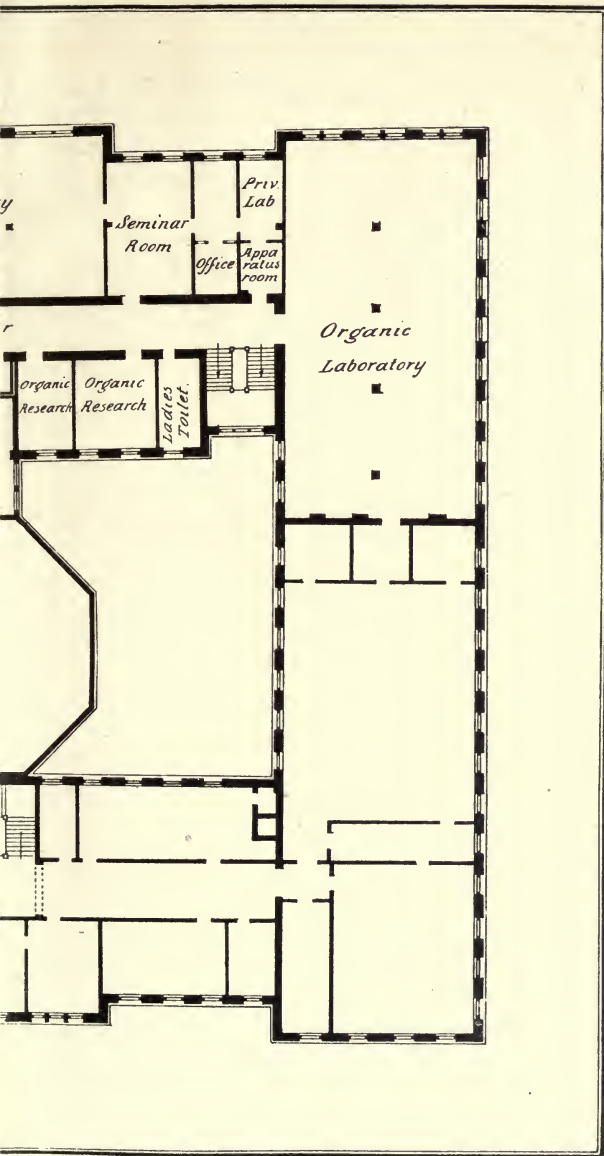 y
Seminar
Room
Priv.
Lab
Office
Appa
ratus
room
r
Organic
Laboratory
Organic
Research
Organic
Research
Ladies
Toilet.